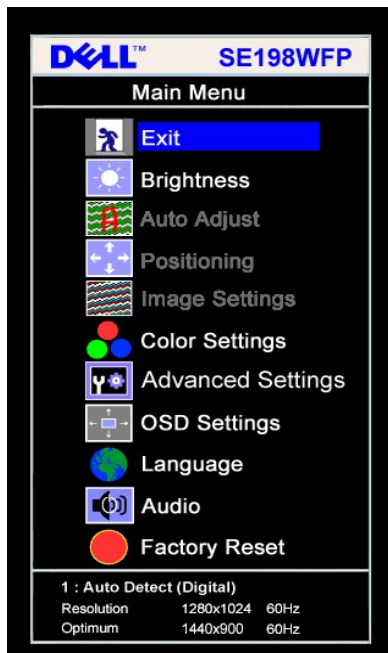 DELL™ SE198WFP
Main Menu
Exit
Brightness
Auto Adjust
Positioning
Image Settings
Color Settings
Advanced Settings
OSD Settings
Language
Audio
Factory Reset
1 : Auto Detect (Digital)
Resolution 1280x1024 60Hz
Optimum 1440x900 60Hz